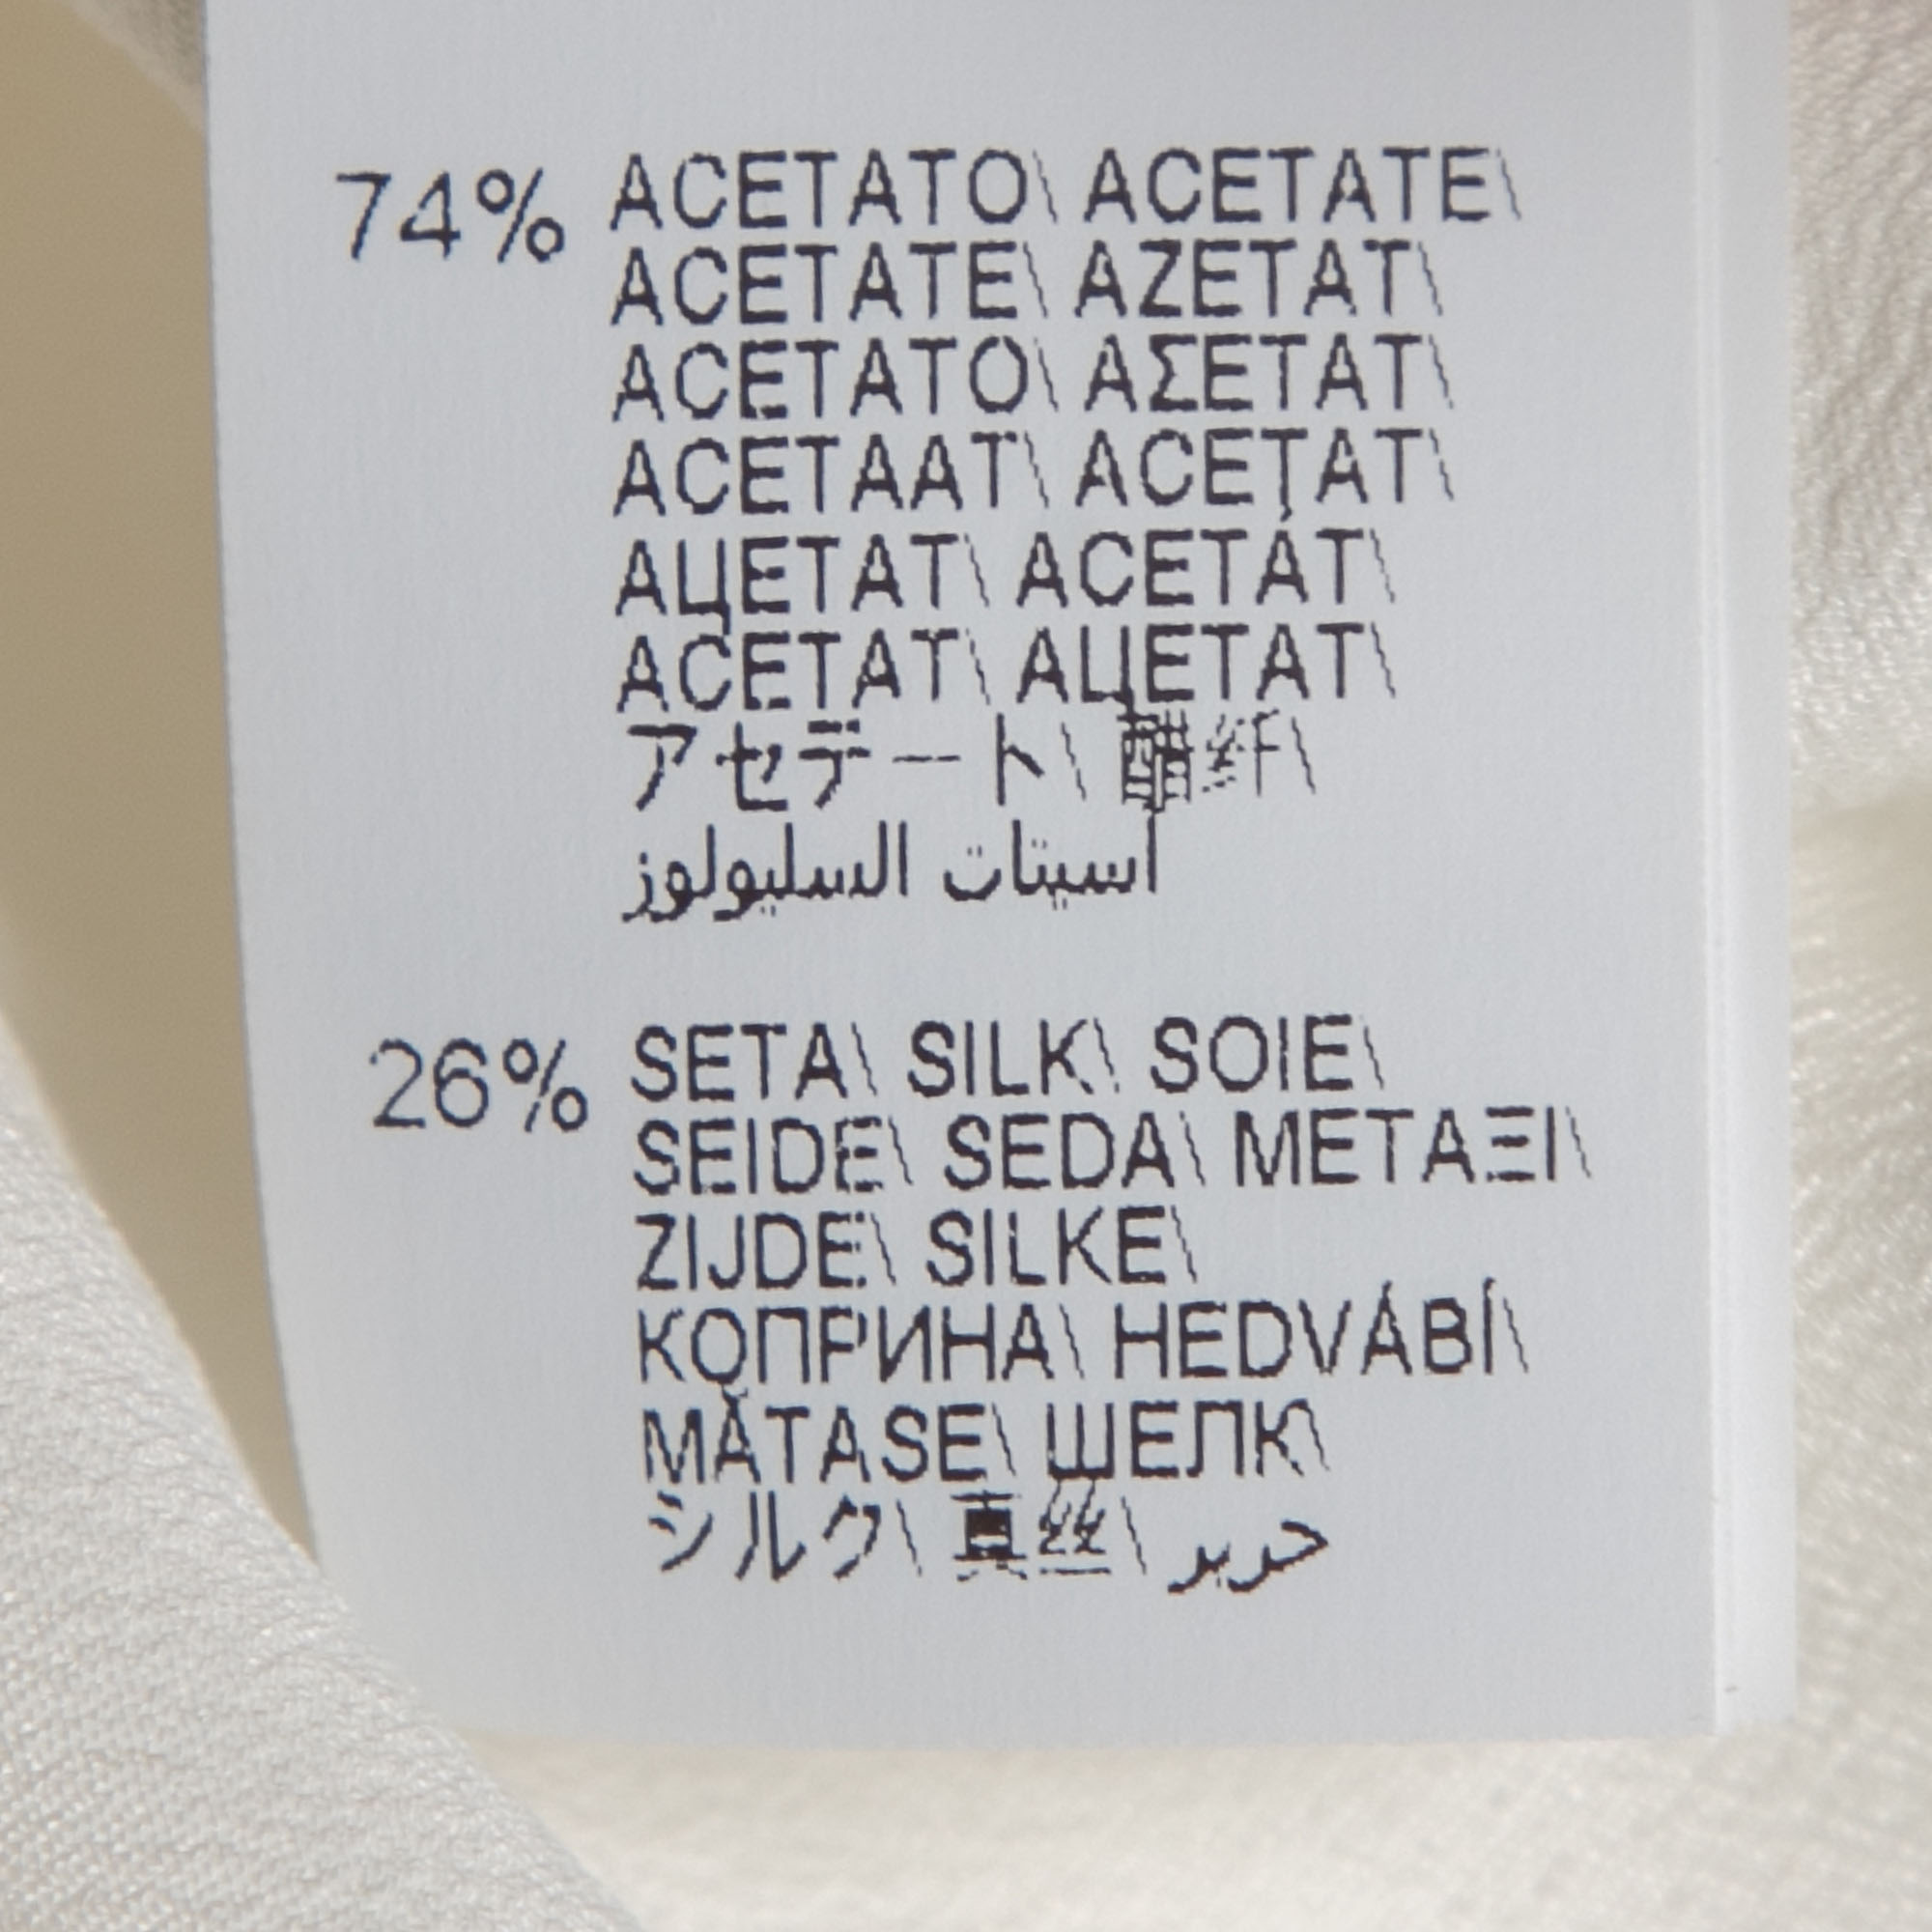 74% ACETATO\ ACETATE\
ACETATE\ AZETAT\
ACETATO\ ΑΣΕΤΑΤ\
ACETAAT\ ACETAT\
АЦЕТАТ\ ACETÁT\
ACETAT\ АЦЕТАТ\
アセテート\ 醋纤\
اسيتات السليولوز
26% SETA\ SILK\ SOIE\
SEIDE\ SEDA\ ΜΕΤΑΞΙ\
ZIJDE\ SILKE\
КОПРИНА\ HEDVÁBÍ\
MĂTASE\ ШЕЛК\
シルク\ 真丝\ حرير